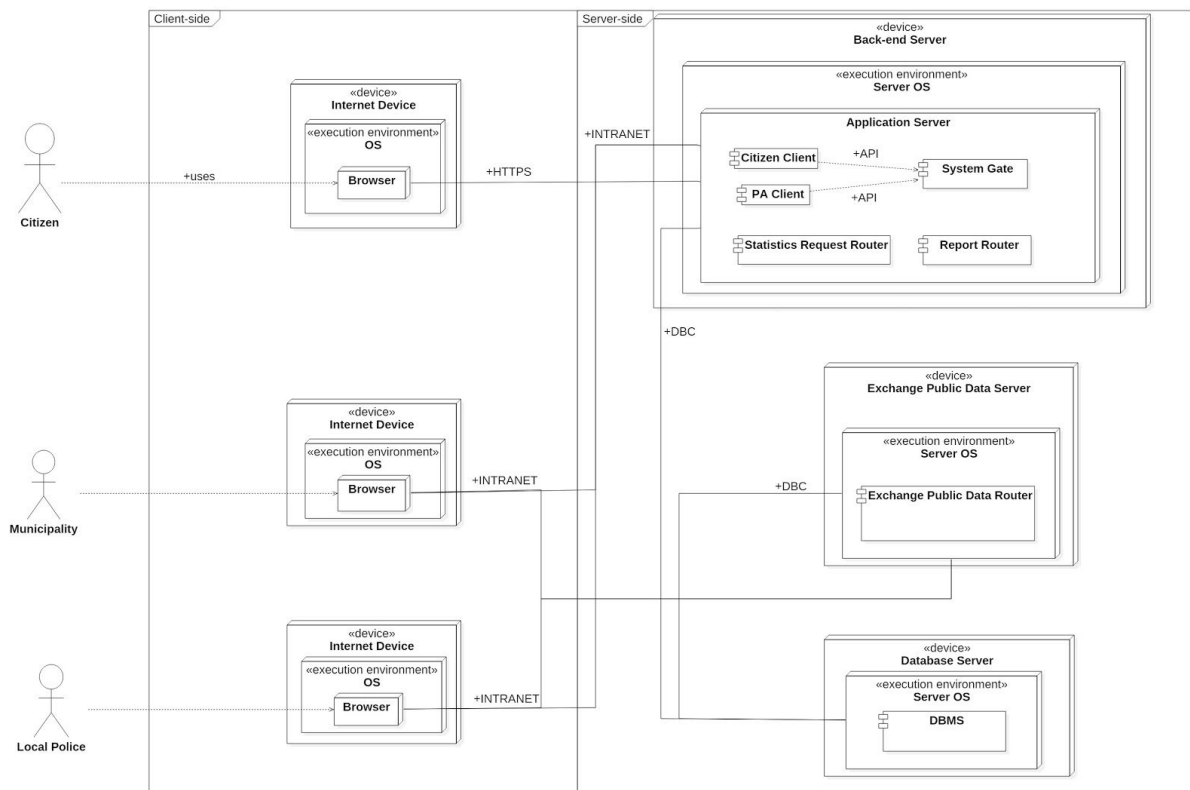 Client-side
Server-side
«device»
Back-end Server
«execution environment»
Server OS
Application Server
Citizen Client
+API
System Gate
PA Client
+API
Statistics Request Router
Report Router
«device»
Internet Device
«execution environment»
OS
Browser
+uses
+HTTPS
+INTRANET
Citizen
+DBC
«device»
Exchange Public Data Server
«execution environment»
Server OS
Exchange Public Data Router
+DBC
«device»
Internet Device
«execution environment»
OS
Browser
+INTRANET
Municipality
«device»
Internet Device
«execution environment»
OS
Browser
+INTRANET
Local Police
«device»
Database Server
«execution environment»
Server OS
DBMS